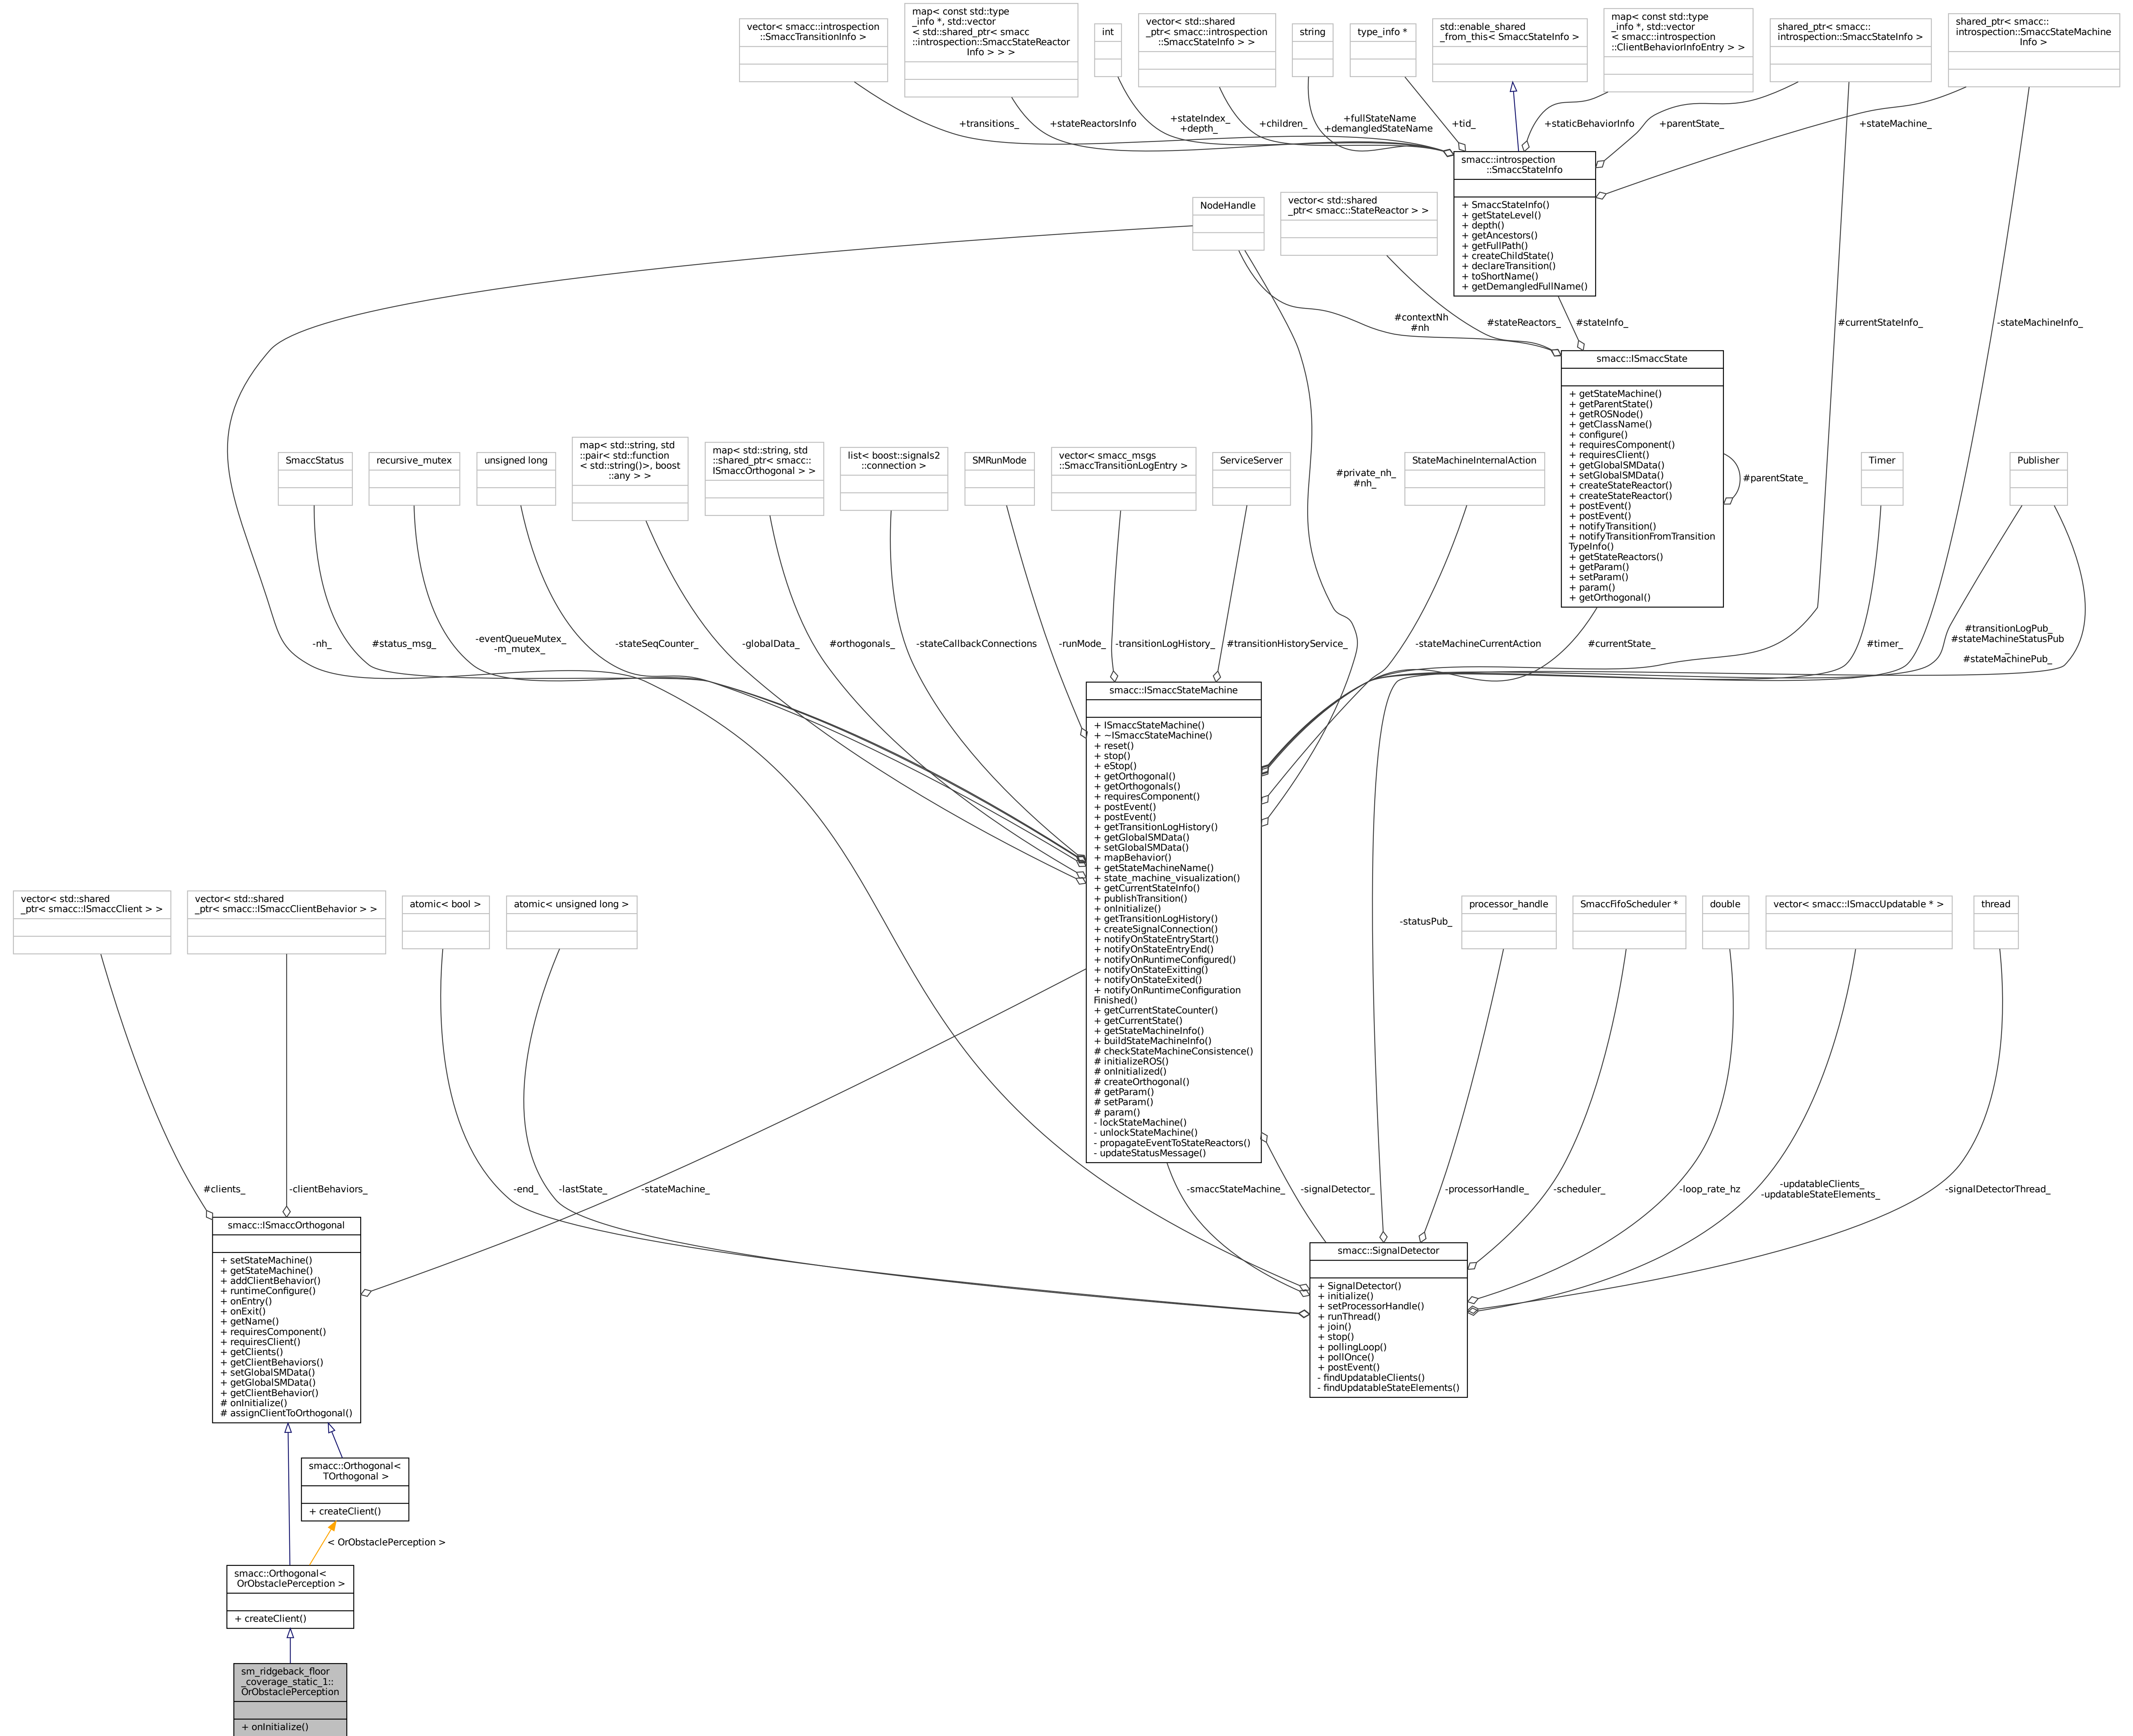 vector< smacc::introspection
::SmaccTransitionInfo >
map< const std::type
_info *, std::vector
< std::shared_ptr< smacc
::introspection::SmaccStateReactor
Info > > >
int
vector< std::shared
_ptr< smacc::introspection
::SmaccStateInfo > >
string
type_info *
std::enable_shared
_from_this< SmaccStateInfo >
map< const std::type
_info *, std::vector
< smacc::introspection
::ClientBehaviorInfoEntry > >
shared_ptr< smacc::
introspection::SmaccStateInfo >
shared_ptr< smacc::
introspection::SmaccStateMachine
Info >
+transitions_
+stateReactorsInfo
+stateIndex_
+depth_
+children_
+fullStateName
+demangledStateName
+tid_
+staticBehaviorInfo
+parentState_
+stateMachine_
smacc::introspection
::SmaccStateInfo
+ SmaccStateInfo()
+ getStateLevel()
+ depth()
+ getAncestors()
+ getFullPath()
+ createChildState()
+ declareTransition()
+ toShortName()
+ getDemangledFullName()
NodeHandle
vector< std::shared
_ptr< smacc::StateReactor > >
#contextNh
#nh
#stateReactors_
#stateInfo_
#currentStateInfo_
-stateMachineInfo_
smacc::ISmaccState
+ getStateMachine()
+ getParentState()
+ getROSNode()
+ getClassName()
+ configure()
+ requiresComponent()
+ requiresClient()
+ getGlobalSMData()
+ setGlobalSMData()
+ createStateReactor()
+ createStateReactor()
+ postEvent()
+ postEvent()
+ notifyTransition()
+ notifyTransitionFromTransition
TypeInfo()
+ getStateReactors()
+ getParam()
+ setParam()
+ param()
+ getOrthogonal()
#parentState_
SmaccStatus
recursive_mutex
unsigned long
map< std::string, std
::pair< std::function
< std::string()>, boost
::any > >
map< std::string, std
::shared_ptr< smacc::
ISmaccOrthogonal > >
list< boost::signals2
::connection >
SMRunMode
vector< smacc_msgs
::SmaccTransitionLogEntry >
ServiceServer
#private_nh_
#nh_
StateMachineInternalAction
Timer
Publisher
-nh_
#status_msg_
-eventQueueMutex_
-m_mutex_
-stateSeqCounter_
-globalData_
#orthogonals_
-stateCallbackConnections
-runMode_
-transitionLogHistory_
#transitionHistoryService_
-stateMachineCurrentAction
#currentState_
#timer_
#transitionLogPub_
#stateMachineStatusPub
_
#stateMachinePub_
smacc::ISmaccStateMachine
+ ISmaccStateMachine()
+ ~ISmaccStateMachine()
+ reset()
+ stop()
+ eStop()
+ getOrthogonal()
+ getOrthogonals()
+ requiresComponent()
+ postEvent()
+ postEvent()
+ getTransitionLogHistory()
+ getGlobalSMData()
+ setGlobalSMData()
+ mapBehavior()
+ getStateMachineName()
+ state_machine_visualization()
+ getCurrentStateInfo()
+ publishTransition()
+ onInitialize()
+ getTransitionLogHistory()
+ createSignalConnection()
+ notifyOnStateEntryStart()
+ notifyOnStateEntryEnd()
+ notifyOnRuntimeConfigured()
+ notifyOnStateExitting()
+ notifyOnStateExited()
+ notifyOnRuntimeConfiguration
Finished()
+ getCurrentStateCounter()
+ getCurrentState()
+ getStateMachineInfo()
+ buildStateMachineInfo()
# checkStateMachineConsistence()
# initializeROS()
# onInitialized()
# createOrthogonal()
# getParam()
# setParam()
# param()
- lockStateMachine()
- unlockStateMachine()
- propagateEventToStateReactors()
- updateStatusMessage()
vector< std::shared
_ptr< smacc::ISmaccClient > >
vector< std::shared
_ptr< smacc::ISmaccClientBehavior > >
atomic< bool >
atomic< unsigned long >
-statusPub_
processor_handle
SmaccFifoScheduler *
double
vector< smacc::ISmaccUpdatable * >
thread
#clients_
-clientBehaviors_
-end_
-lastState_
-stateMachine_
-smaccStateMachine_
-signalDetector_
-processorHandle_
-scheduler_
-loop_rate_hz
-updatableClients_
-updatableStateElements_
-signalDetectorThread_
smacc::ISmaccOrthogonal
+ setStateMachine()
+ getStateMachine()
+ addClientBehavior()
+ runtimeConfigure()
+ onEntry()
+ onExit()
+ getName()
+ requiresComponent()
+ requiresClient()
+ getClients()
+ getClientBehaviors()
+ setGlobalSMData()
+ getGlobalSMData()
+ getClientBehavior()
# onInitialize()
# assignClientToOrthogonal()
smacc::SignalDetector
+ SignalDetector()
+ initialize()
+ setProcessorHandle()
+ runThread()
+ join()
+ stop()
+ pollingLoop()
+ pollOnce()
+ postEvent()
- findUpdatableClients()
- findUpdatableStateElements()
smacc::Orthogonal<
TOrthogonal >
+ createClient()
< OrObstaclePerception >
smacc::Orthogonal<
OrObstaclePerception >
+ createClient()
sm_ridgeback_floor
_coverage_static_1::
OrObstaclePerception
+ onInitialize()